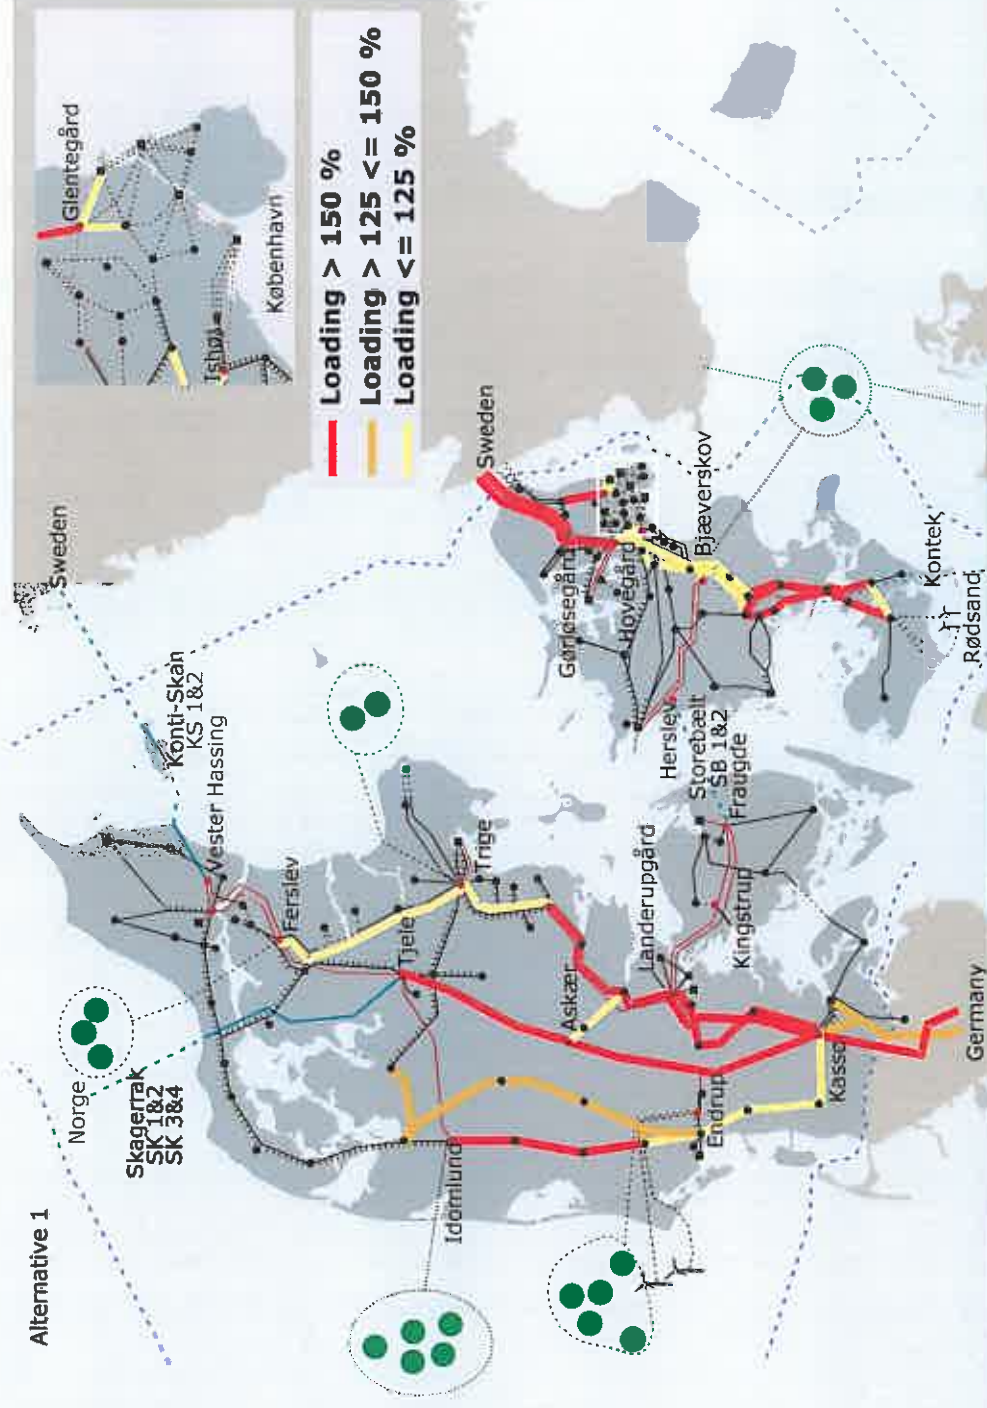 Alternative 1
Norge
Skagerrak
SK 1&2
SK 3&4
Sweden
Konti-Skan
KS 1&2
Vester Hassing
Ferslev
Tjele
Trige
Idomlund
Askær
Landerupgård
Endrup
Kassø
Kingstrup
Herslev
Storebælt
SB 1&2
Fraugde
Germany
Sweden
Gørløsegård
Hovegård
Bjæverskov
Kontek
Rødsand
Glentegård
Ishøj
København
Loading > 150 %
Loading > 125 <= 150 %
Loading <= 125 %